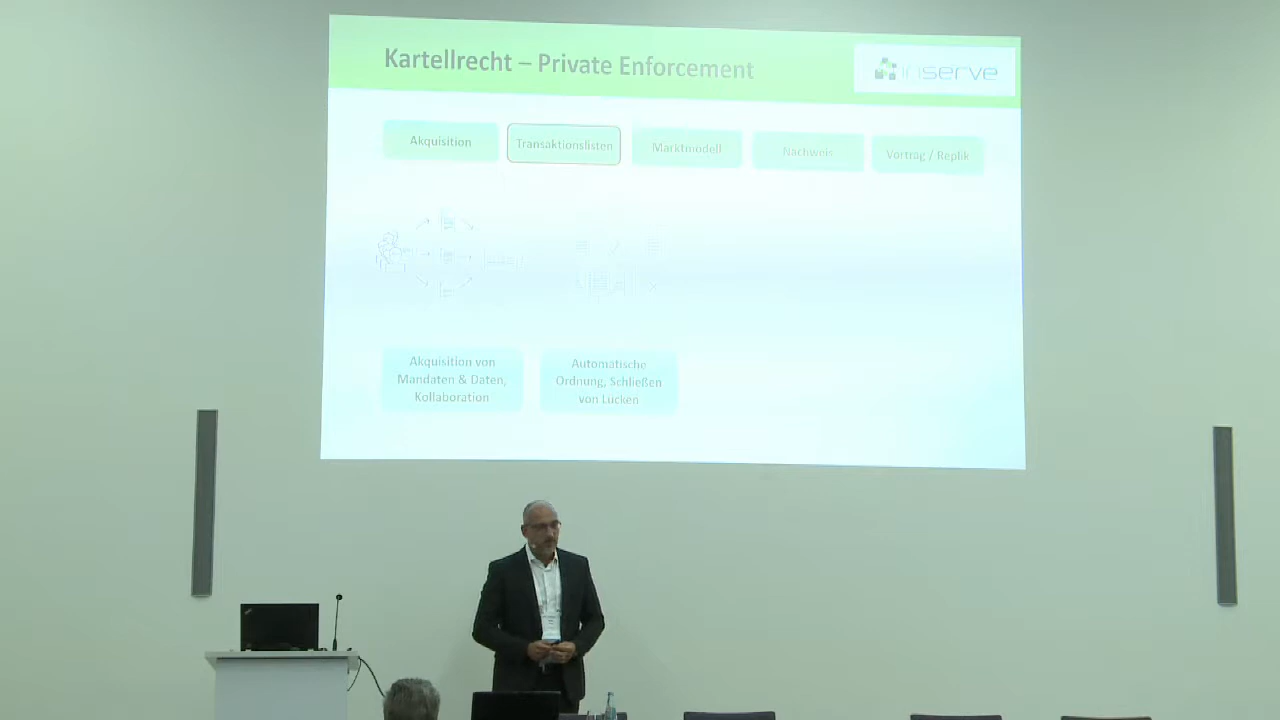 Kartellrecht – Private Enforcement
inserve
Akquisition
Transaktionslisten
Marktmodell
Nachweis
Vortrag / Replik
Akquisition von
Mandaten & Daten,
Kollaboration
Automatische
Ordnung, Schließen
von Lücken